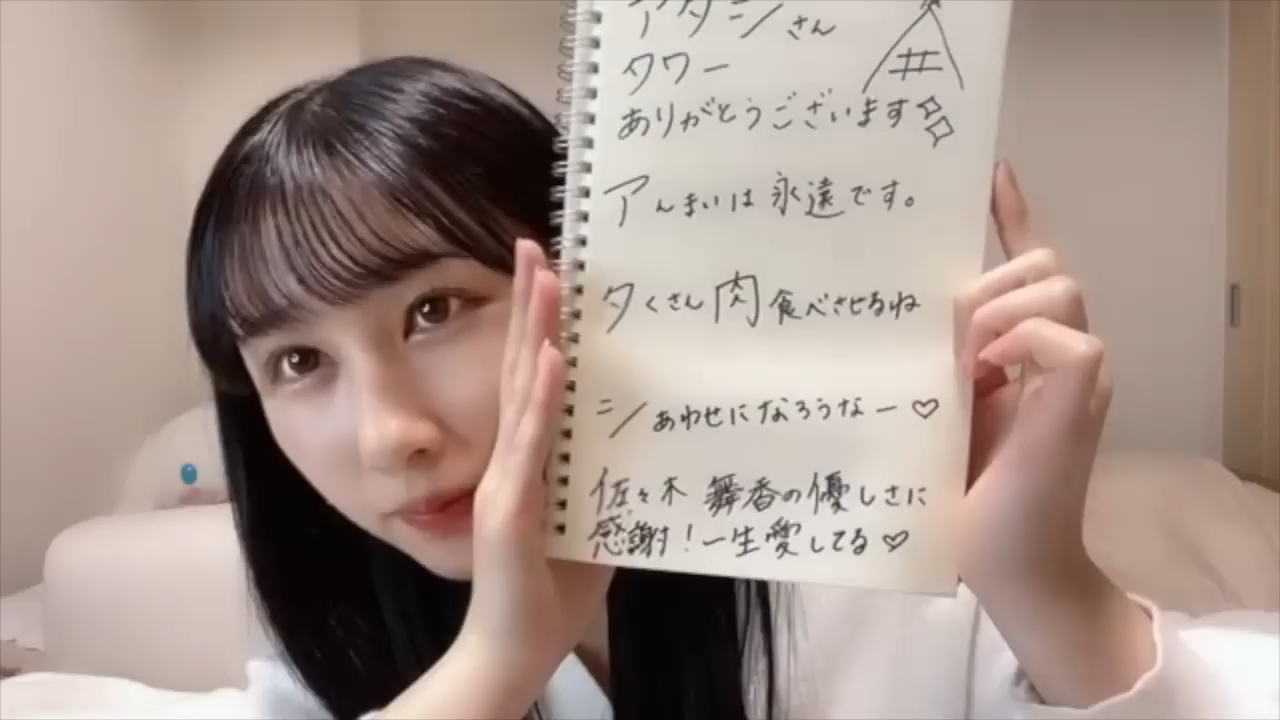 アタシさん
タワー
ありがとうございます
アんまいは永遠です。
タくさん肉食べさせるね
シあわせになろうなー♡
佐々木舞香の優しさに
感謝!一生愛してる♡